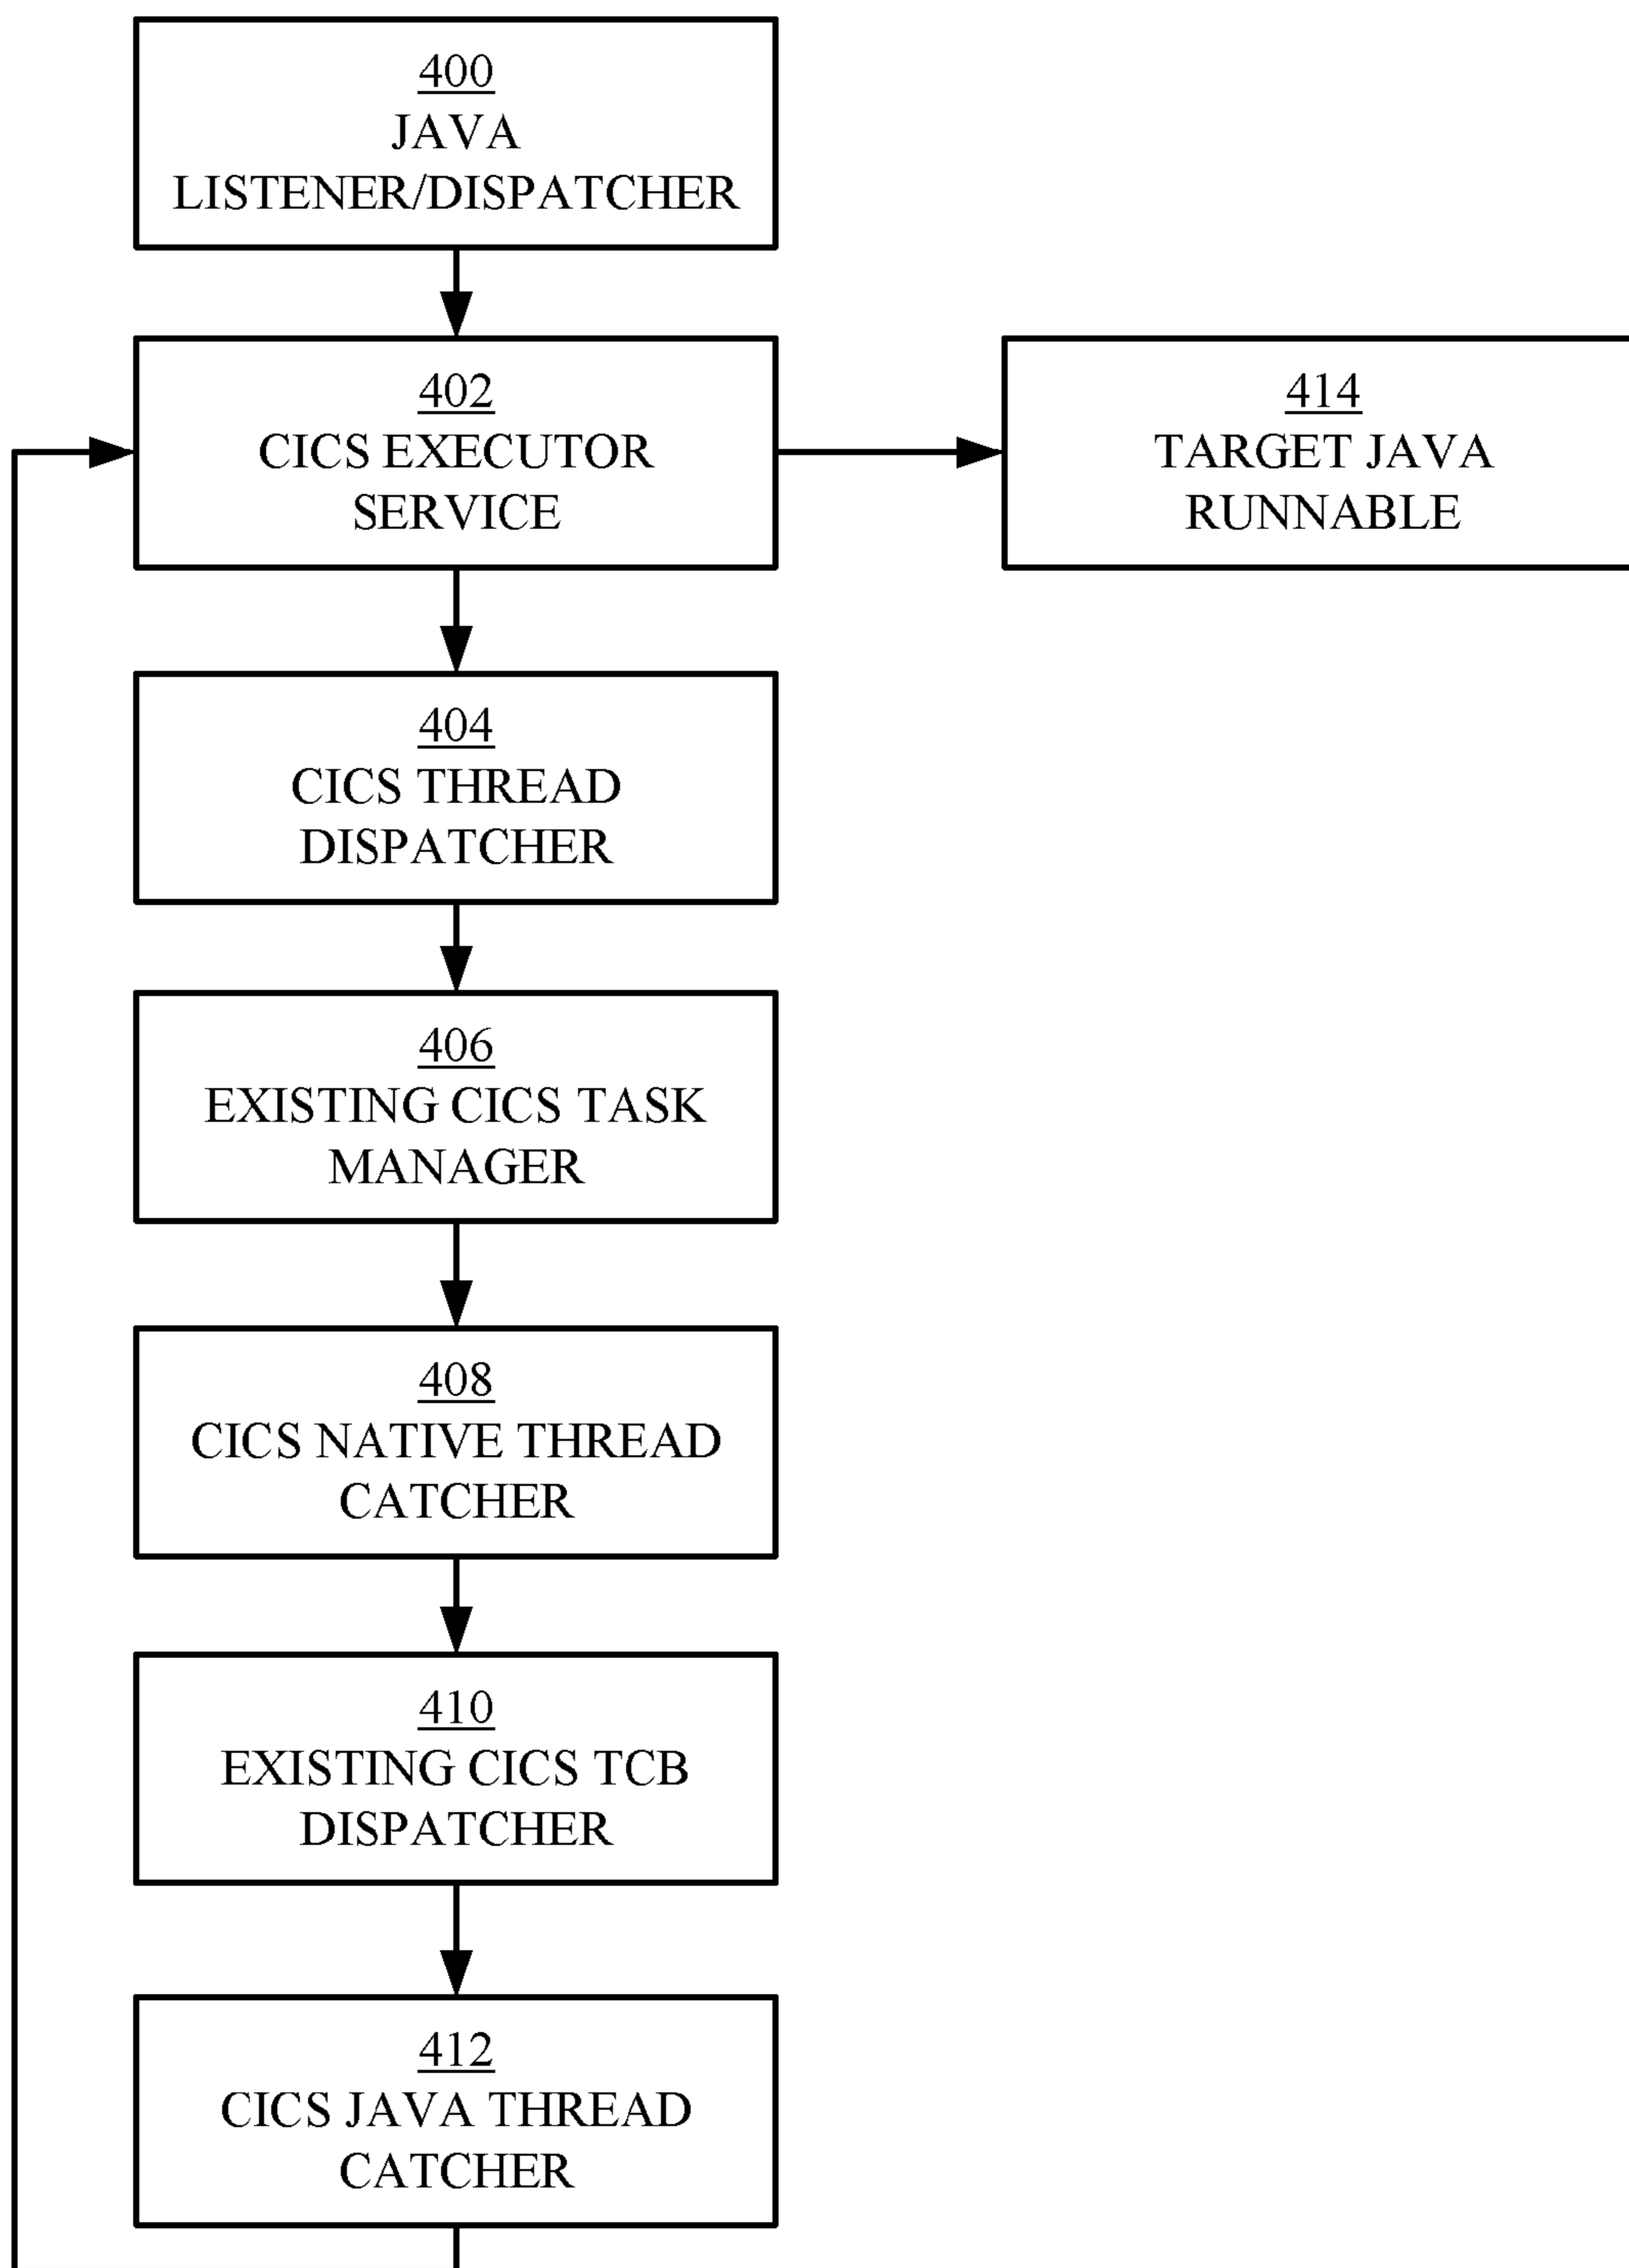 400
JAVA
LISTENER/DISPATCHER
402
CICS EXECUTOR
SERVICE
414
TARGET JAVA
RUNNABLE
404
CICS THREAD
DISPATCHER
406
EXISTING CICS TASK
MANAGER
408
CICS NATIVE THREAD
CATCHER
410
EXISTING CICS TCB
DISPATCHER
412
CICS JAVA THREAD
CATCHER